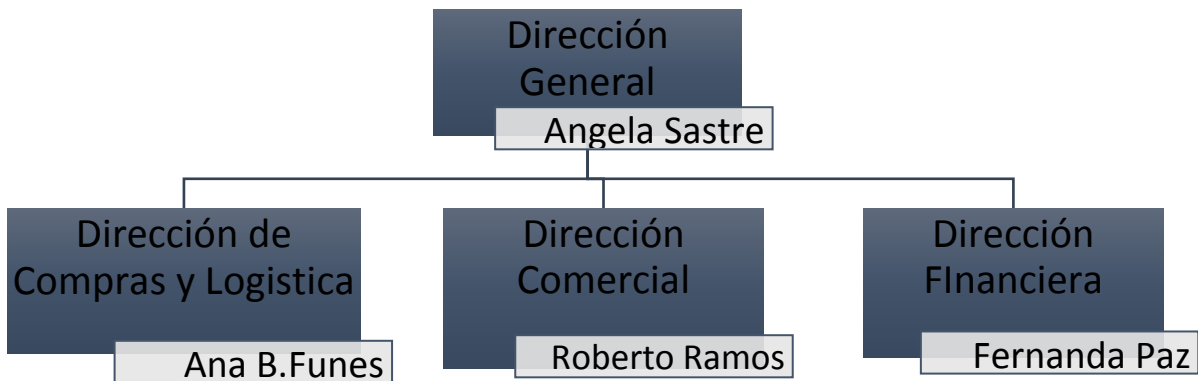 Dirección
General
Angela Sastre
Dirección de
Compras y Logistica
Ana B.Funes
Dirección
Comercial
Roberto Ramos
Dirección
FInanciera
Fernanda Paz